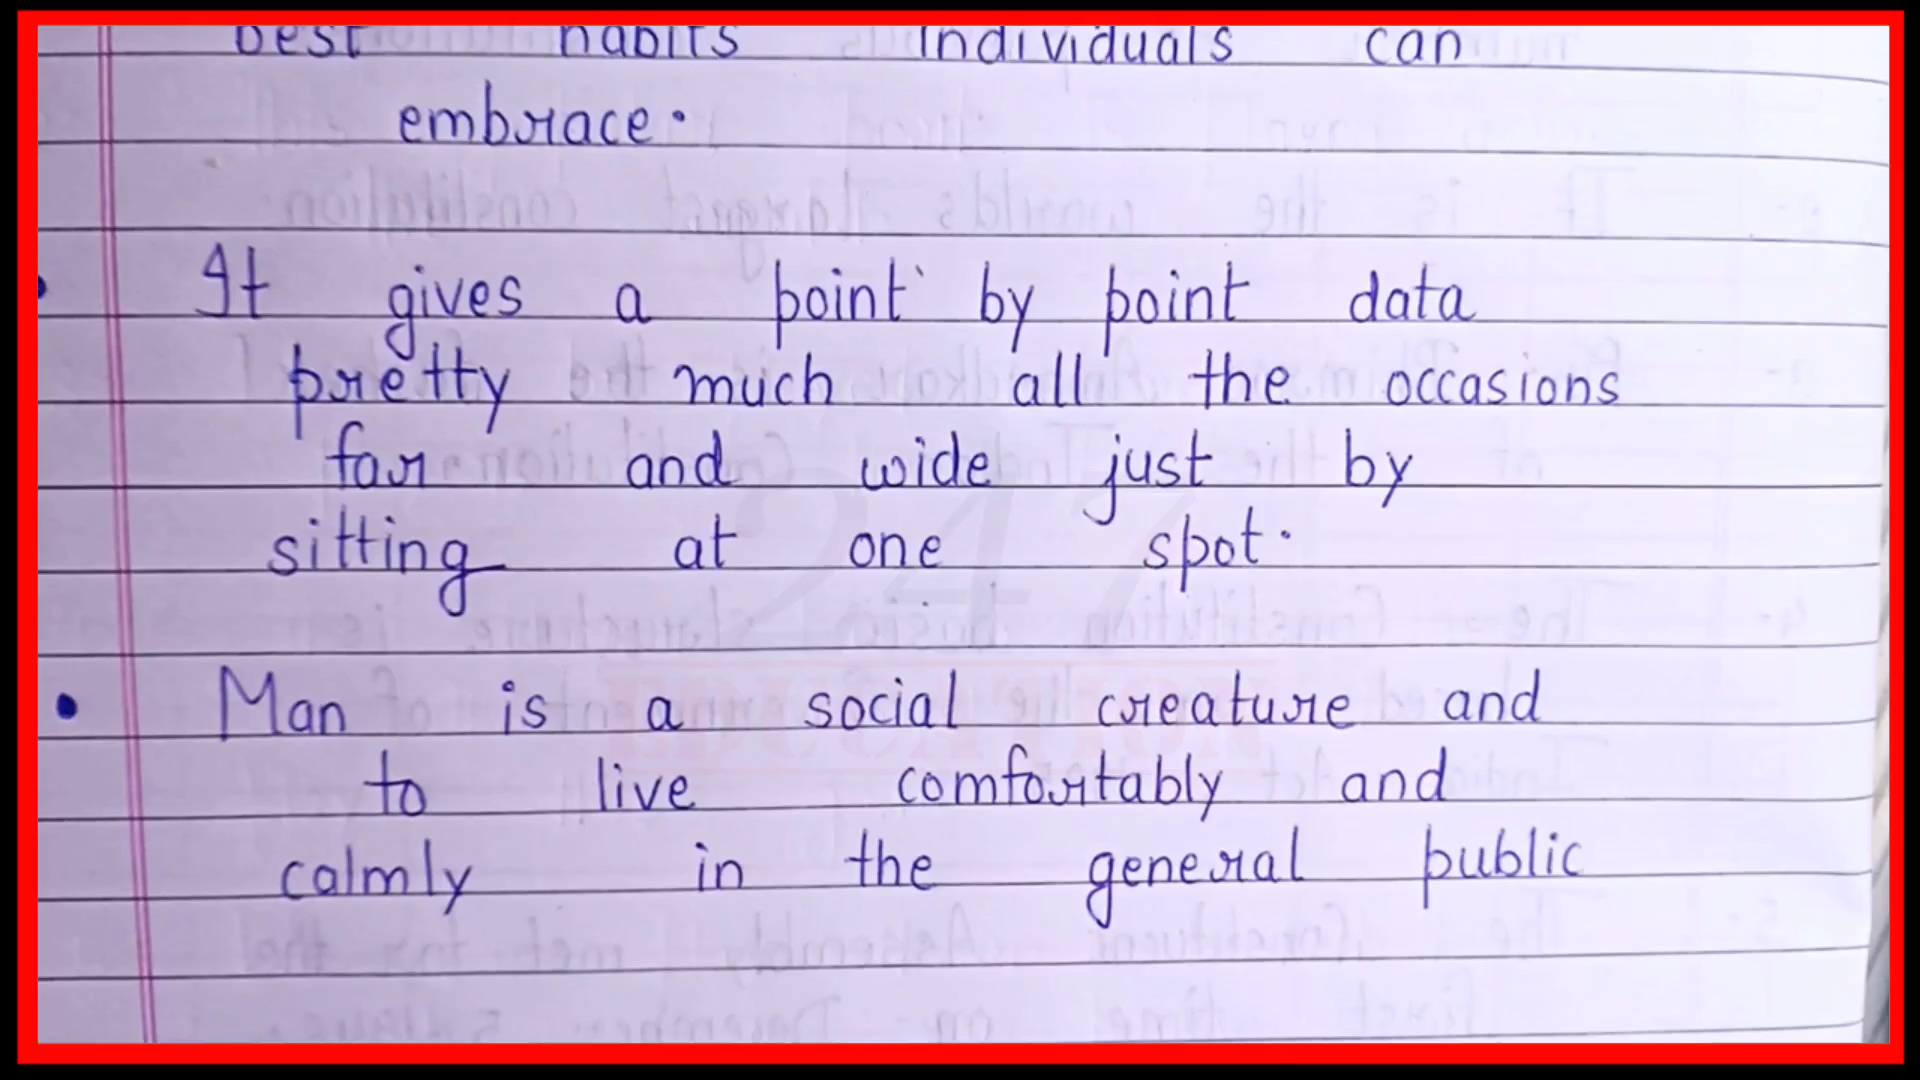 best habits individuals can
embrace.
It gives a point by point data
pretty much all the occasions
far and wide just by
sitting at one spot.
247
EDUCATION
• Man is a social creature and
to live comfortably and
calmly in the general public